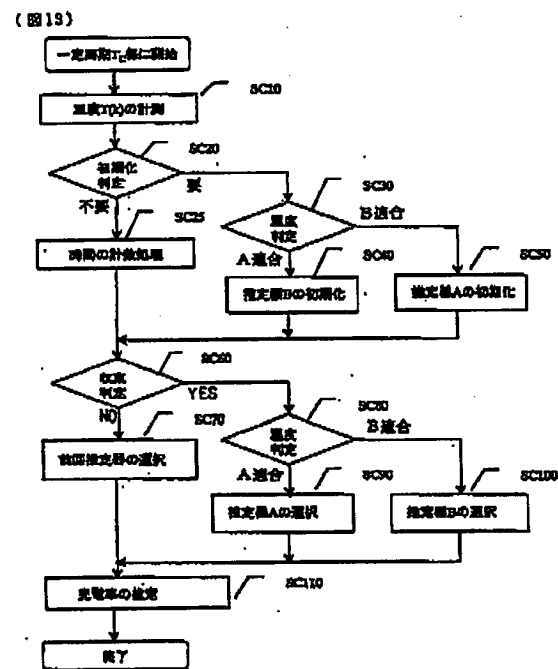 (図19)
一定周期Tc毎に開始
SC10
温度T(k)の計測
SC20
初期化
判定
要
不要
SC25
SC30
温度
判定
B適合
A適合
時間の計数処理
SC40
SC50
推定器Bの初期化
推定器Aの初期化
SC60
収束
判定
YES
NO
SC70
SC80
温度
判定
B適合
A適合
前回推定器の選択
SC90
SC100
推定器Aの選択
推定器Bの選択
SC110
充電率の推定
終了